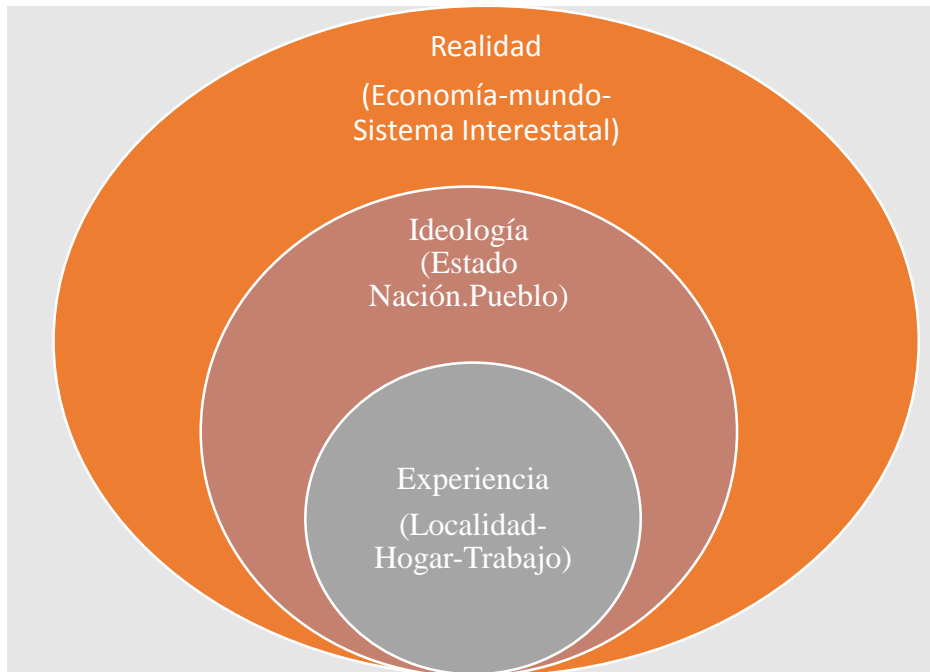 Realidad
(Economía-mundo-
Sistema Interestatal)
Ideología
(Estado
Nación.Pueblo)
Experiencia
(Localidad-
Hogar-Trabajo)